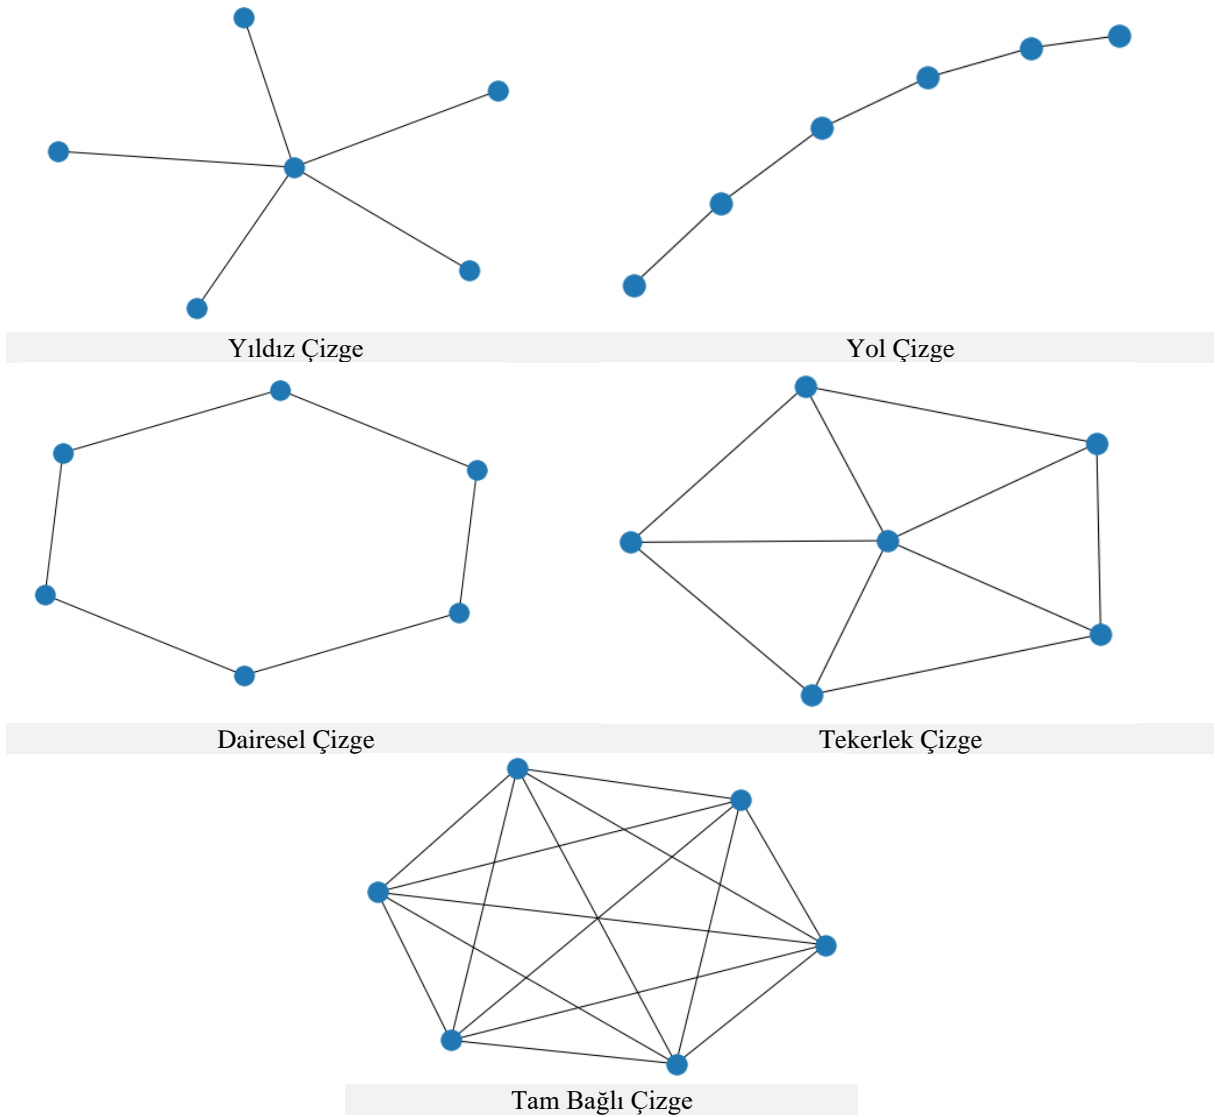 Yıldız Çizge
Yol Çizge
Dairesel Çizge
Tekerlek Çizge
Tam Bağlı Çizge